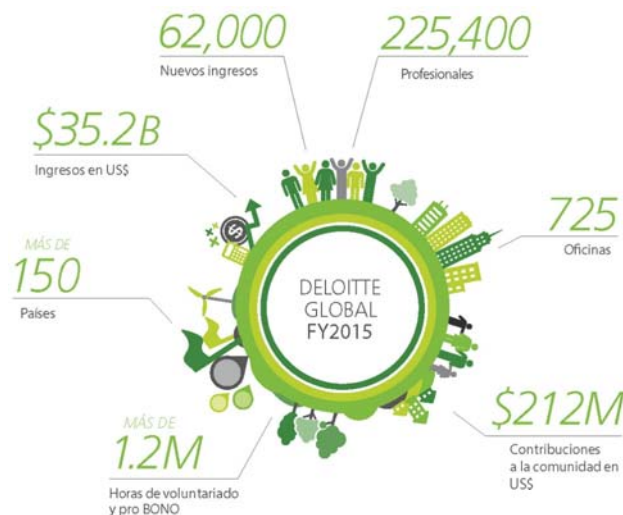 62,000
Nuevos ingresos
225,400
Profesionales
$35.2B
Ingresos en US$
725
Oficinas
MÁS DE
150
Países
DELOITTE
GLOBAL
FY2015
MÁS DE
1.2M
Horas de voluntariado
y pro BONO
$212M
Contribuciones
a la comunidad en
US$